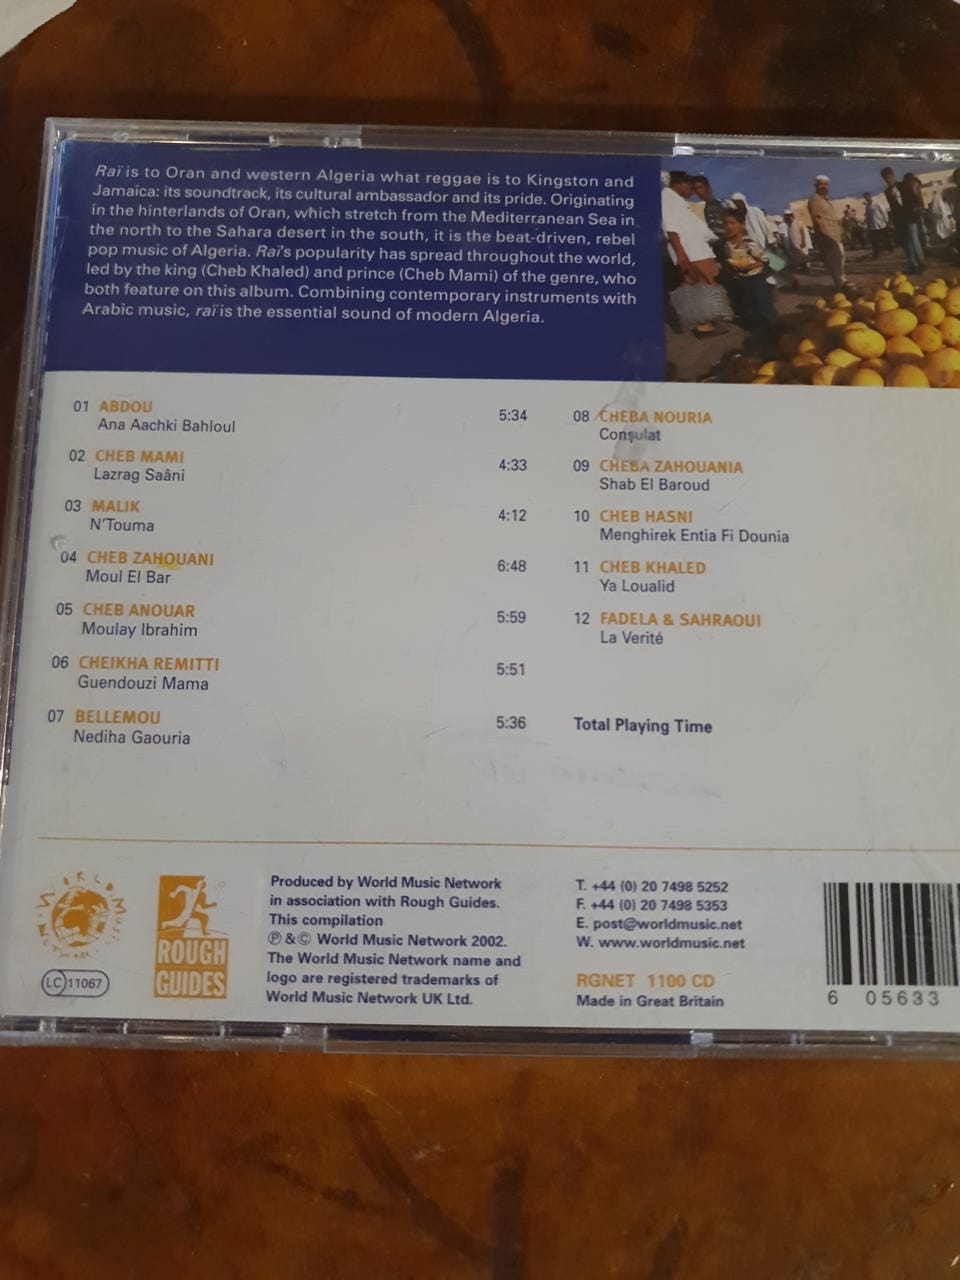 Raï is to Oran and western Algeria what reggae is to Kingston and
Jamaica: its soundtrack, its cultural ambassador and its pride. Originating
in the hinterlands of Oran, which stretch from the Mediterranean Sea in
the north to the Sahara desert in the south, it is the beat-driven, rebel
pop music of Algeria. Raï's popularity has spread throughout the world,
led by the king (Cheb Khaled) and prince (Cheb Mami) of the genre, who
both feature on this album. Combining contemporary instruments with
Arabic music, raï is the essential sound of modern Algeria.
01 ABDOU 5:34
Ana Aachki Bahloul
02 CHEB MAMI 4:33
Lazrag Saâni
03 MALIK 4:12
N'Touma
04 CHEB ZAHOUANI 6:48
Moul El Bar
05 CHEB ANOUAR 5:59
Moulay Ibrahim
06 CHEIKHA REMITTI 5:51
Guendouzi Mama
07 BELLEMOU 5:36
Nediha Gaouria
08 CHEBA NOURIA
Consulat
09 CHEBA ZAHOUANIA
Shab El Baroud
10 CHEB HASNI
Menghirek Entia Fi Dounia
11 CHEB KHALED
Ya Loualid
12 FADELA & SAHRAOUI
La Verité
Total Playing Time
WORLD MUSIC NETWORK
LC 11067
ROUGH
GUIDES
Produced by World Music Network
in association with Rough Guides.
This compilation
℗ & © World Music Network 2002.
The World Music Network name and
logo are registered trademarks of
World Music Network UK Ltd.
T. +44 (0) 20 7498 5252
F. +44 (0) 20 7498 5353
E. post@worldmusic.net
W. www.worldmusic.net
RGNET 1100 CD
Made in Great Britain
6 05633